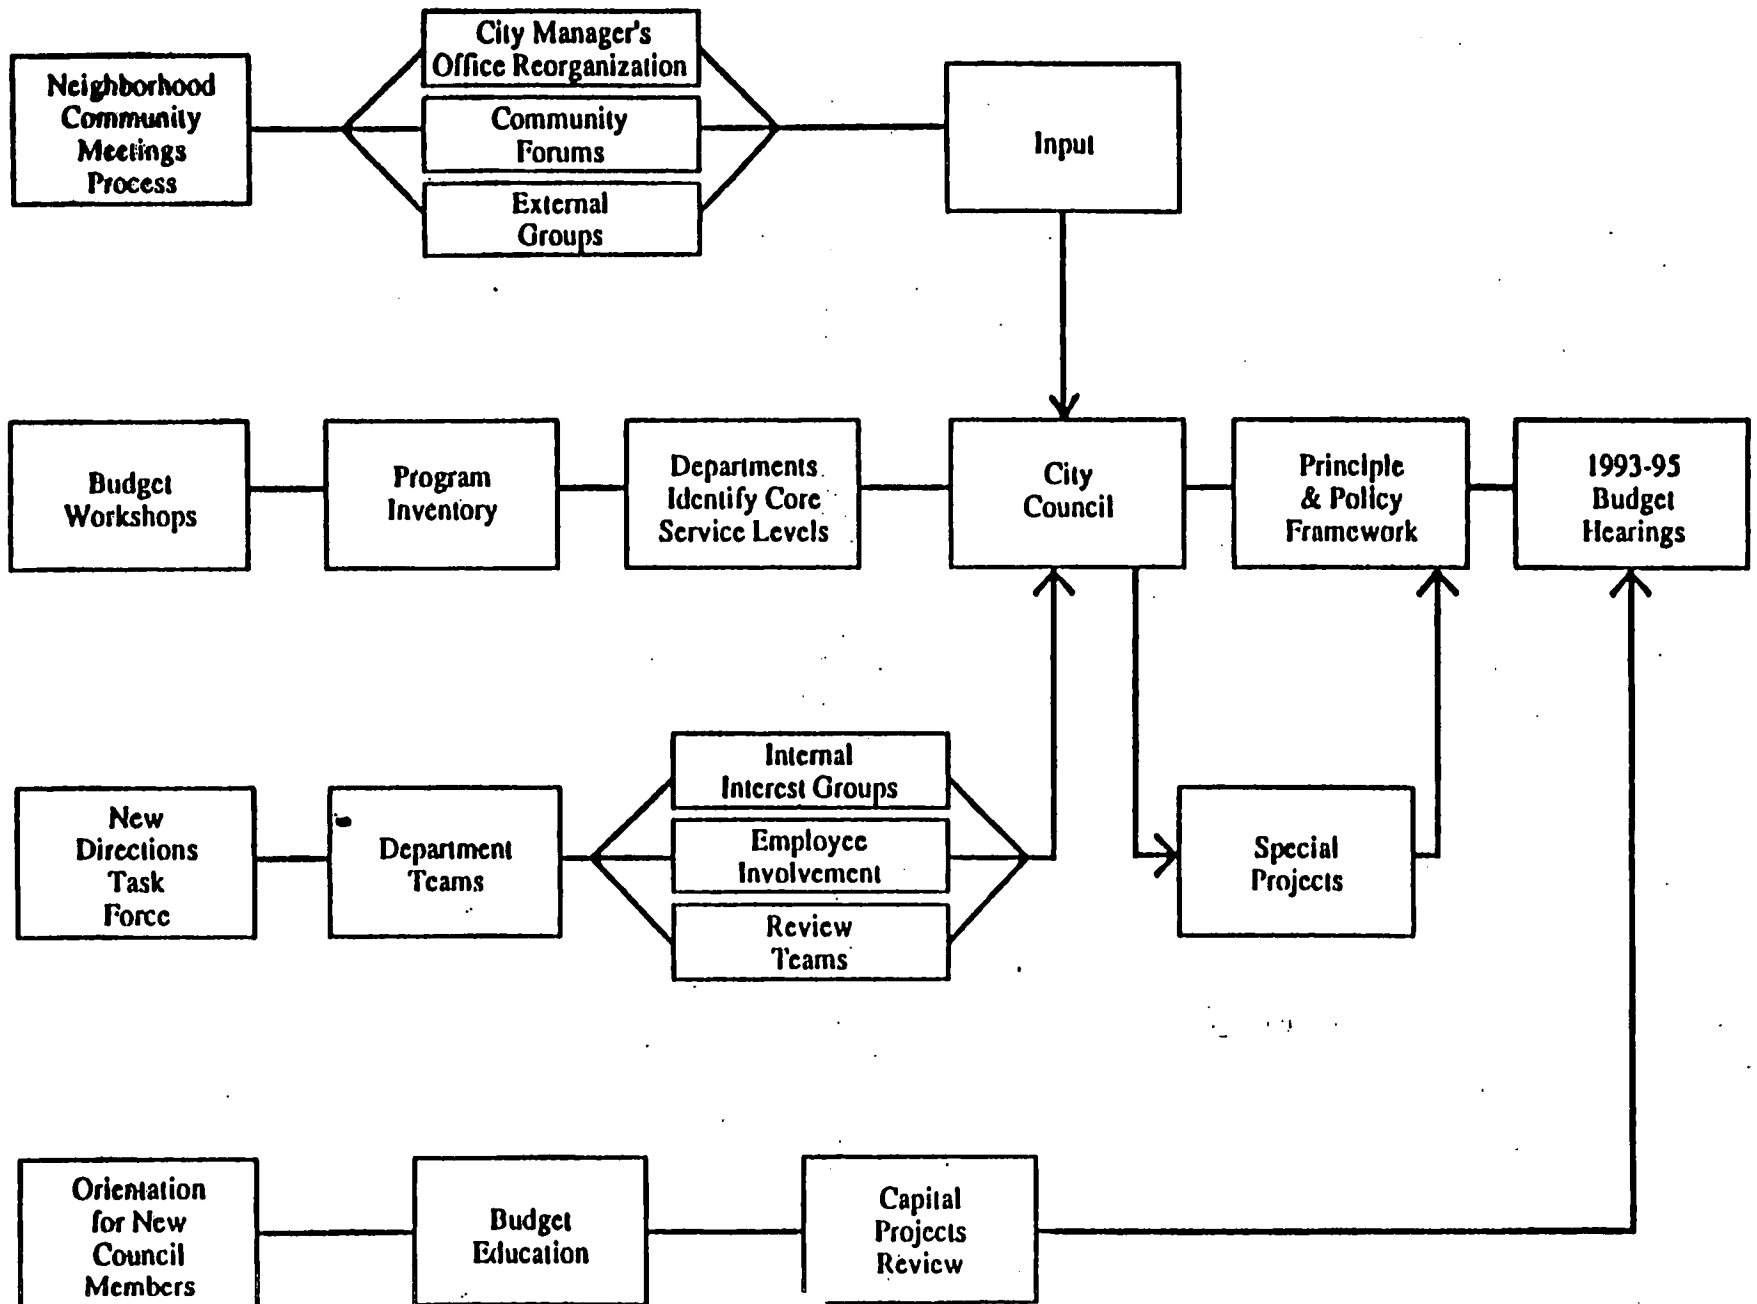 Neighborhood
Community
Meetings
Process
City Manager's
Office Reorganization
Community
Forums
External
Groups
Input
Budget
Workshops
Program
Inventory
Departments
Identify Core
Service Levels
City
Council
Principle
& Policy
Framework
1993-95
Budget
Hearings
New
Directions
Task
Force
Department
Teams
Internal
Interest Groups
Employee
Involvement
Review
Teams
Special
Projects
Orientation
for New
Council
Members
Budget
Education
Capital
Projects
Review